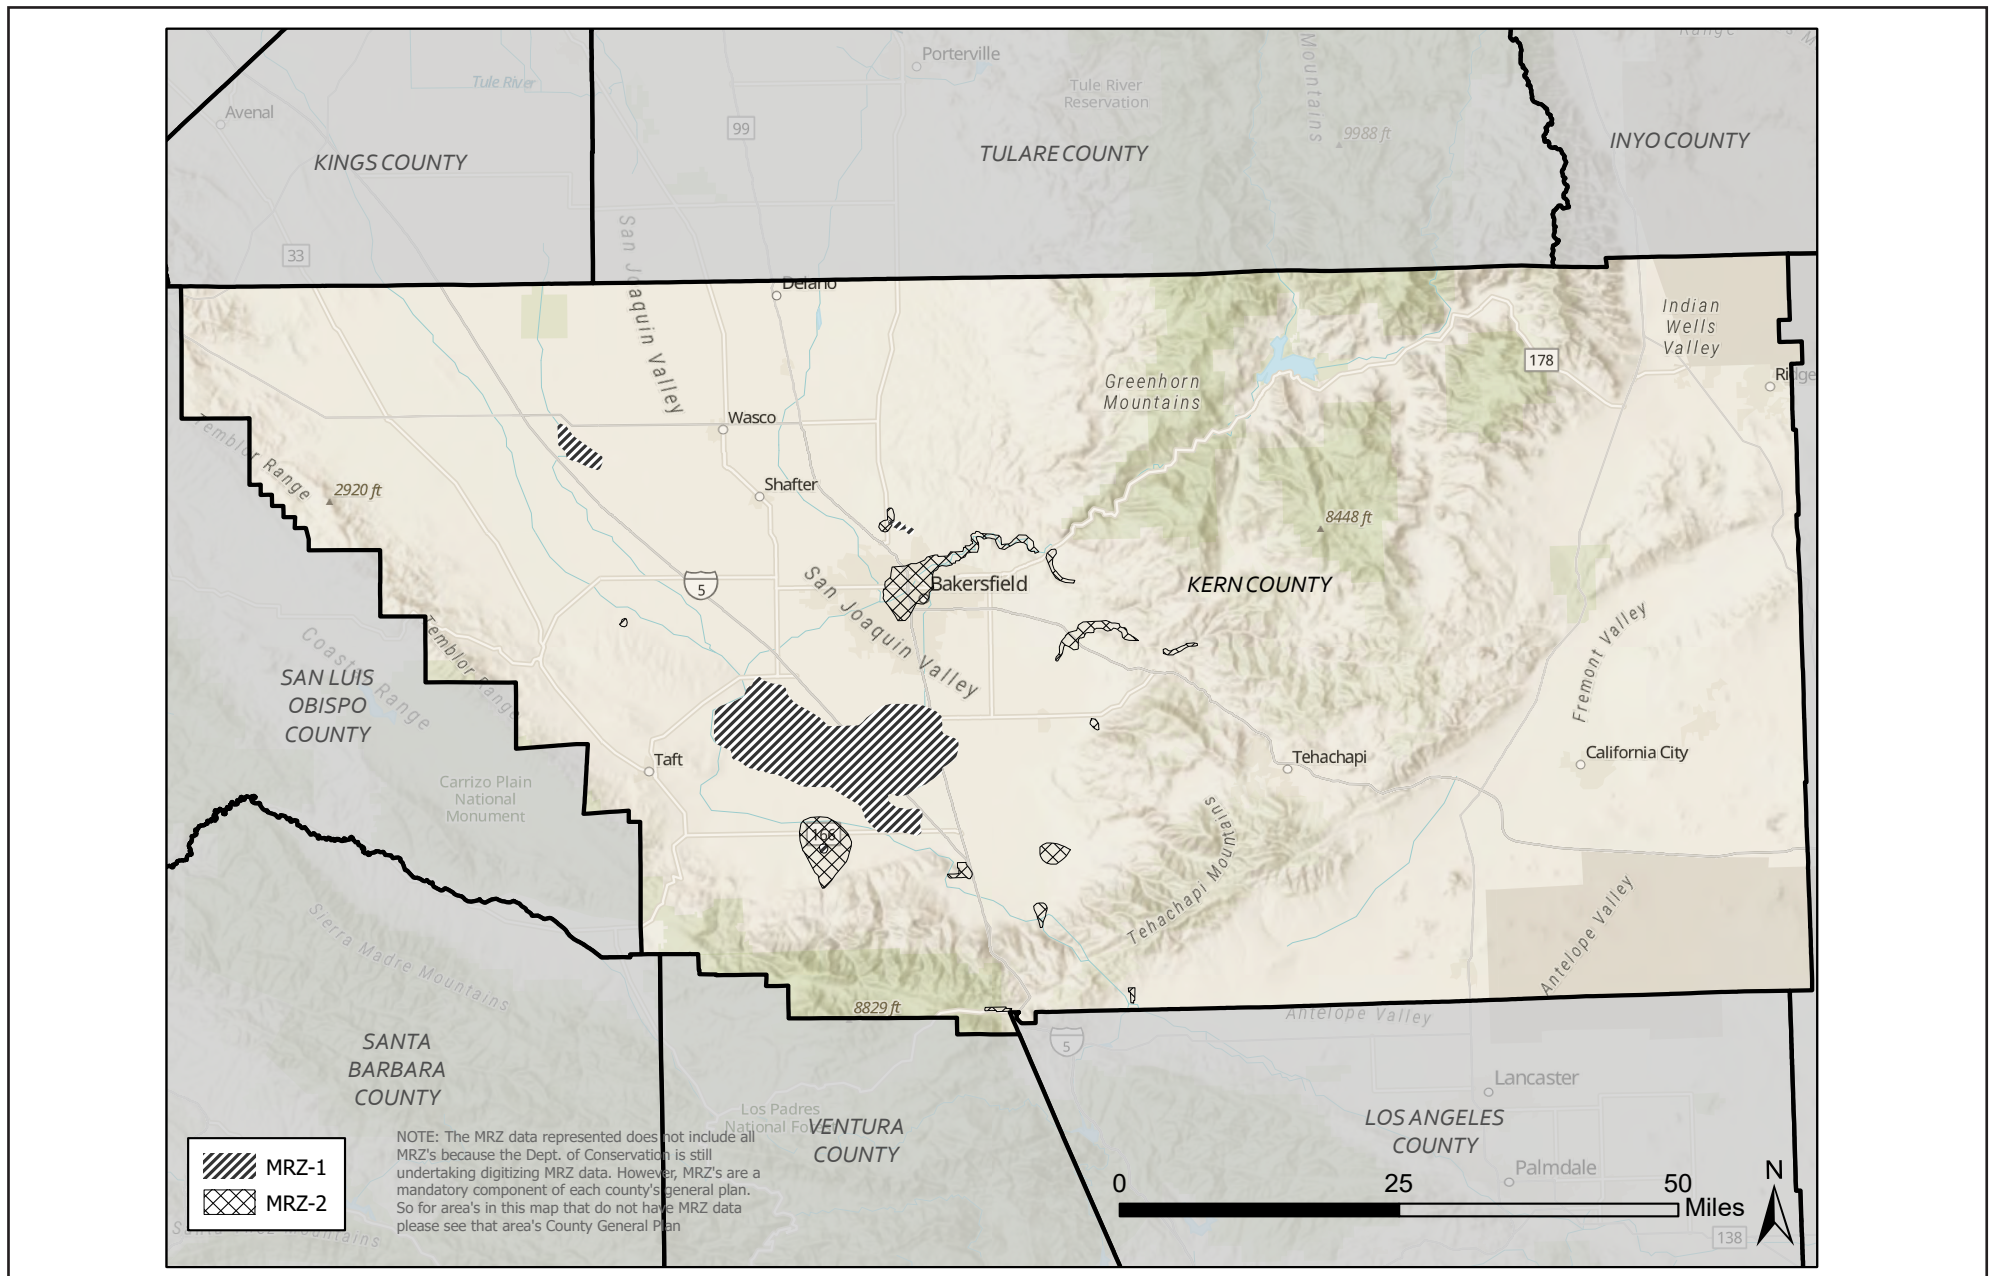 Range
Porterville
Tule River
Mountains
Tule River
Reservation
Avenal
99
9988 ft
INYO COUNTY
KINGS COUNTY
TULARE COUNTY
33
San Joaquin Valley
Delano
Indian
Wells
Valley
178
Greenhorn
Mountains
Ridge
Wasco
Temblor Range
2920 ft
Shafter
8448 ft
5
San Joaquin Valley
Bakersfield
KERN COUNTY
Fremont Valley
Coast Range
Temblor Range
SAN LUIS
OBISPO
COUNTY
Taft
Tehachapi
California City
Carrizo Plain
National
Monument
166
Tehachapi Mountains
Antelope Valley
Sierra Madre Mountains
8829 ft
Antelope Valley
5
SANTA
BARBARA
COUNTY
Lancaster
Los Padres
National Forest
VENTURA
COUNTY
LOS ANGELES
COUNTY
Palmdale
MRZ-1
MRZ-2
NOTE: The MRZ data represented does not include all
MRZ's because the Dept. of Conservation is still
undertaking digitizing MRZ data. However, MRZ's are a
mandatory component of each county's general plan.
So for area's in this map that do not have MRZ data
please see that area's County General Plan
0 25 50
Miles
N
138
Mountains